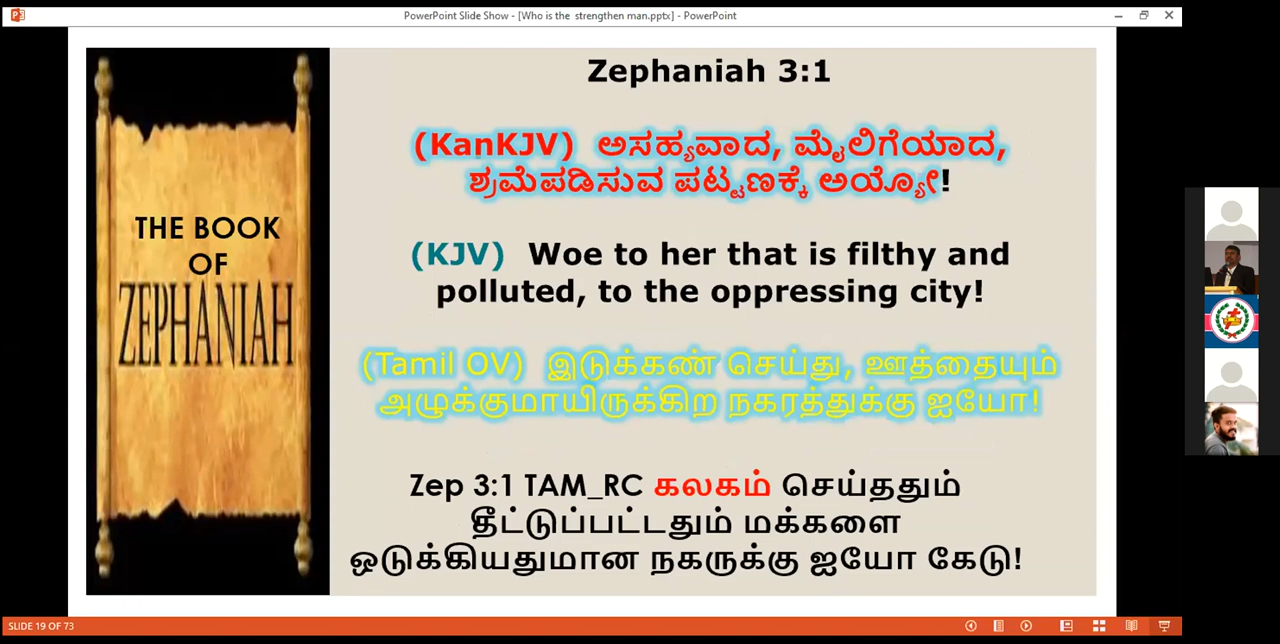 PowerPoint Slide Show - [Who is the strengthen man.pptx] - PowerPoint
Zephaniah 3:1
(KanKJV) ಅಸಹ್ಯವಾದ, ಮೈಲಿಗೆಯಾದ,
ಶ್ರಮೆಪಡಿಸುವ ಪಟ್ಟಣಕ್ಕೆ ಅಯ್ಯೋ!
THE BOOK
OF
ZEPHANIAH
(KJV) Woe to her that is filthy and
polluted, to the oppressing city!
(Tamil OV) இடுக்கண் செய்து, ஊத்தையும்
அழுக்குமாயிருக்கிற நகரத்துக்கு ஐயோ!
Zep 3:1 TAM_RC கலகம் செய்ததும்
தீட்டுப்பட்டதும் மக்களை
ஒடுக்கியதுமான நகருக்கு ஐயோ கேடு!
SLIDE 19 OF 73